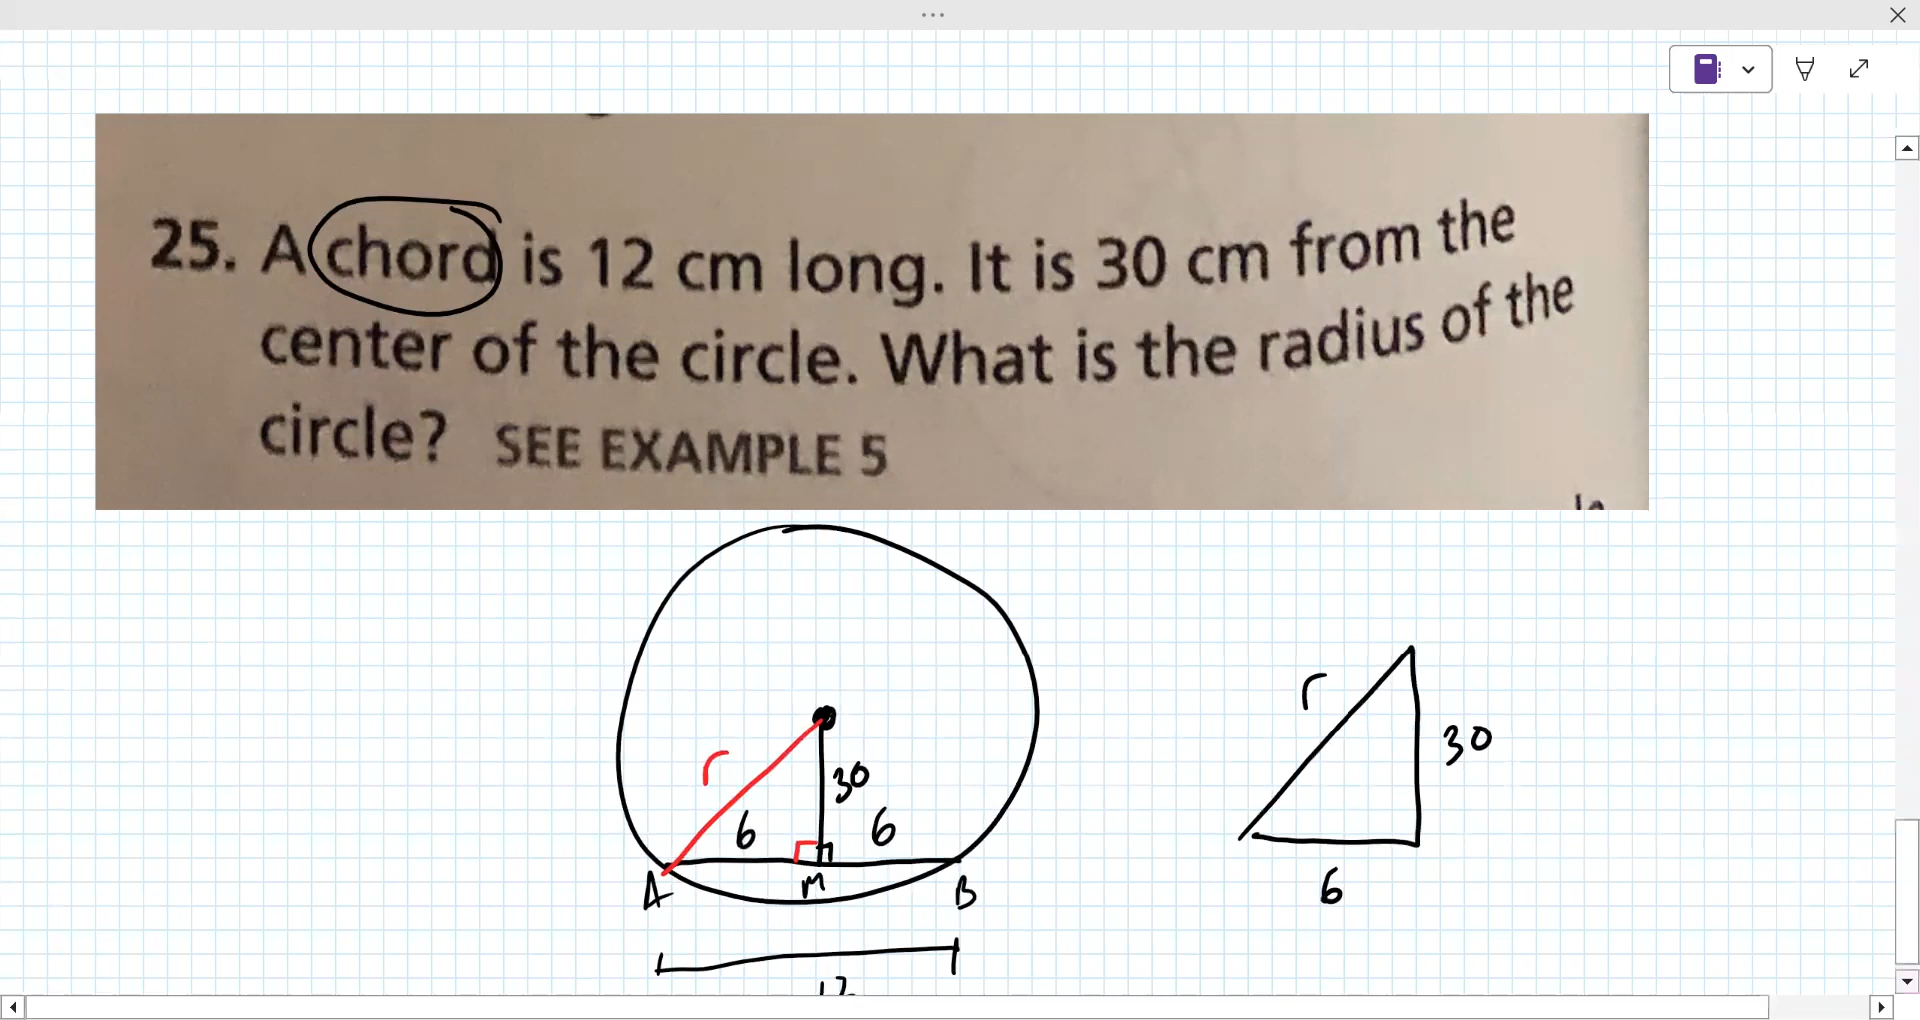 25. A chord is 12 cm long. It is 30 cm from the
center of the circle. What is the radius of the
circle? SEE EXAMPLE 5
r
30
6
6
A
M
B
12
r
30
6